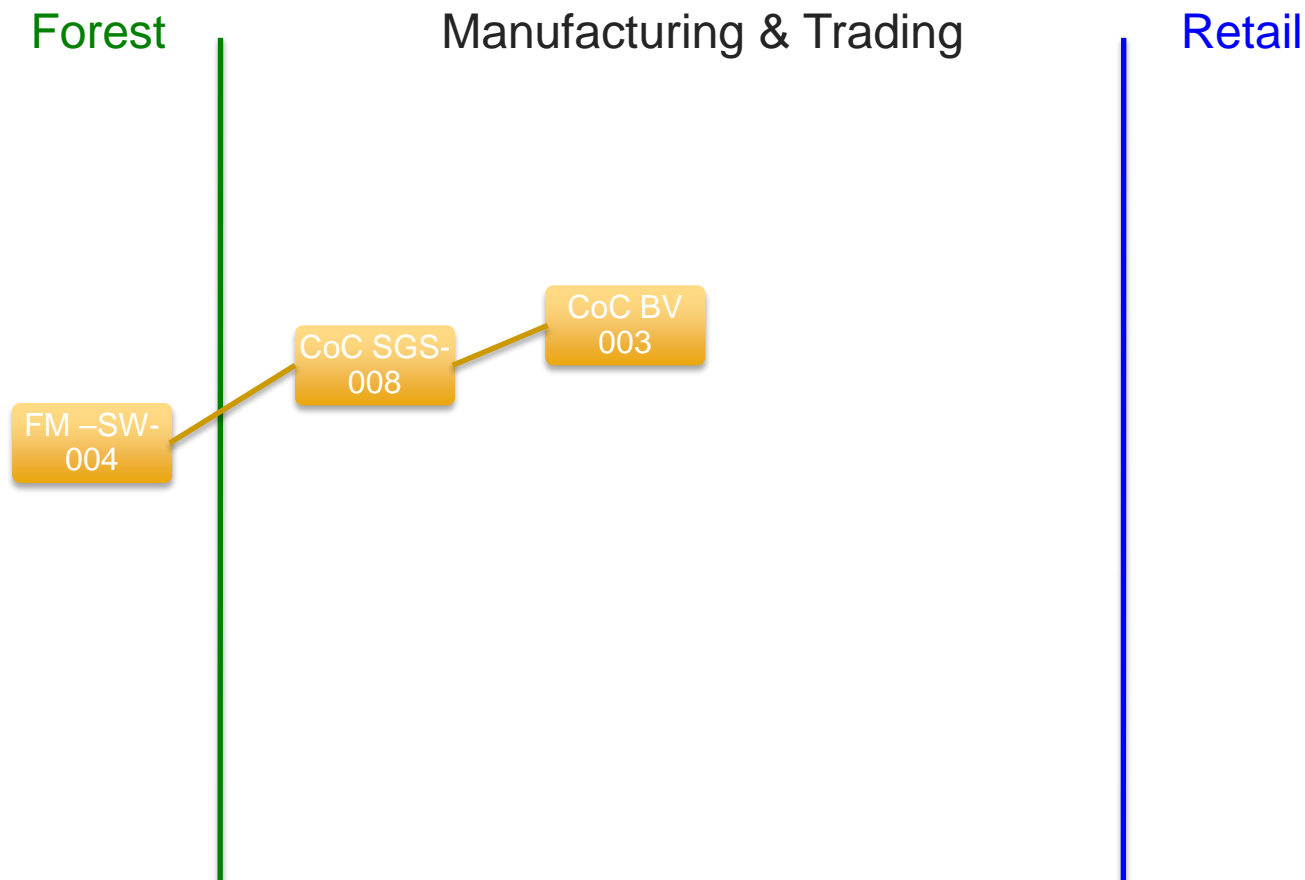 Forest
Manufacturing & Trading
Retail
CoC BV
003
CoC SGS-
008
FM –SW-
004